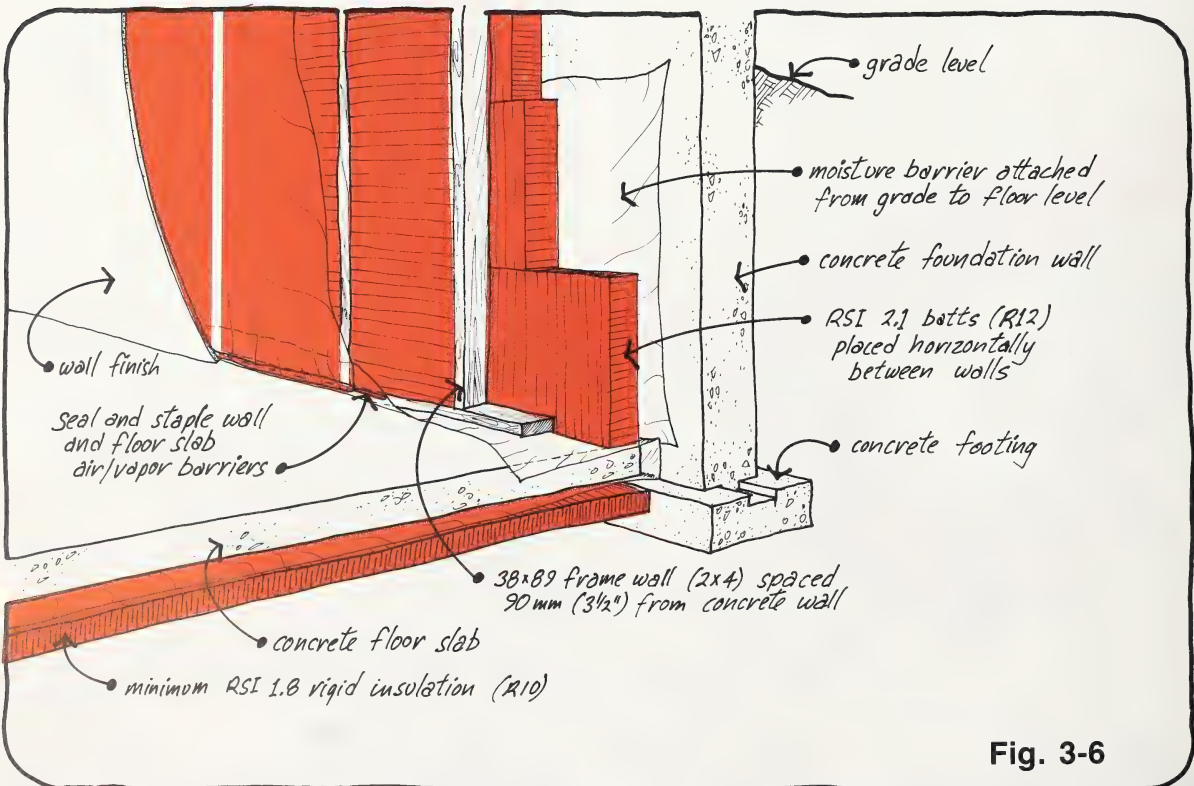 grade level
moisture barrier attached
from grade to floor level
concrete foundation wall
RSI 2.1 batts (R12)
placed horizontally
between walls
wall finish
seal and staple wall
and floor slab
air/vapor barriers
concrete footing
38x89 frame wall (2x4) spaced
90 mm (3½") from concrete wall
concrete floor slab
minimum RSI 1.8 rigid insulation (R10)
Fig. 3-6